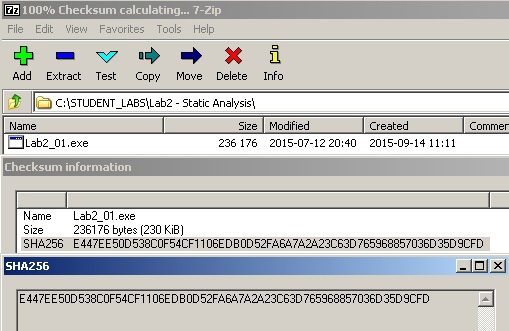 100% Checksum calculating... 7-Zip
File Edit View Favorites Tools Help
Add Extract Test Copy Move Delete Info
C:\STUDENT_LABS\Lab2 - Static Analysis\
Name Size Modified Created Commen
Lab2_01.exe 236 176 2015-07-12 20:40 2015-09-14 11:11
Checksum information
Name Lab2_01.exe
Size 236176 bytes (230 KiB)
SHA256 E447EE50D538C0F54CF1106EDB0D52FA6A7A2A23C63D765968857036D35D9CFD
SHA256
E447EE50D538C0F54CF1106EDB0D52FA6A7A2A23C63D765968857036D35D9CFD